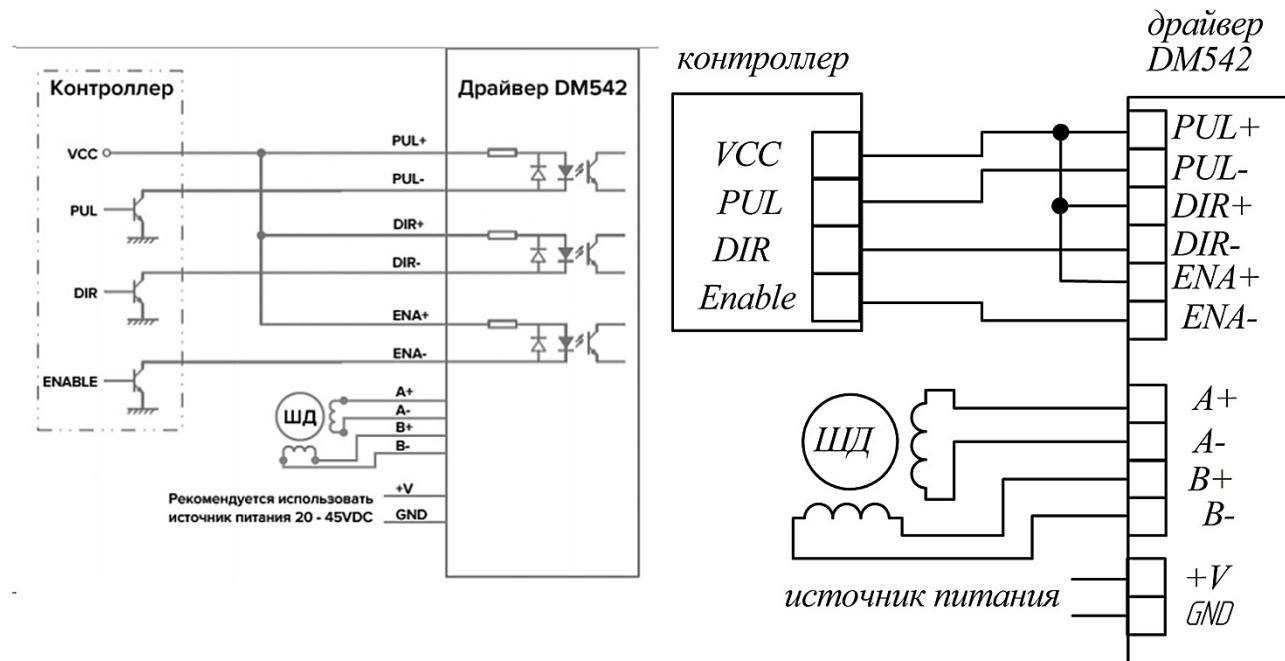 Контроллер
Драйвер DM542
VCC
PUL+
PUL-
PUL
DIR+
DIR-
DIR
ENA+
ENA-
ENABLE
A+
ШД
A-
B+
B-
Рекомендуется использовать
+V
источник питания 20 - 45VDC
GND
контроллер
драйвер
DM542
VCC
PUL
DIR
Enable
PUL+
PUL-
DIR+
DIR-
ENA+
ENA-
ШД
A+
A-
B+
B-
источник питания
+V
GND